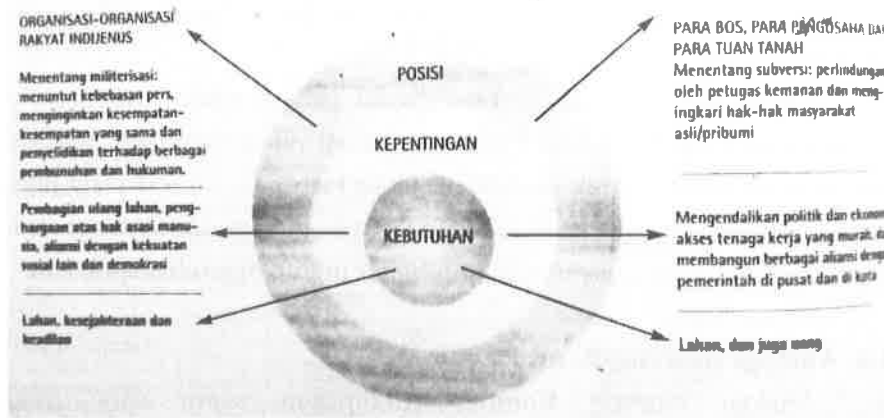 ORGANISASI-ORGANISASI
RAKYAT INDIJENUS
Menentang militerisasi:
menuntut kebebasan pers,
menginginkan kesempatan-
kesempatan yang sama dan
penyelidikan terhadap berbagai
pembunuhan dan hukuman.
Pembagian ulang lahan, peng-
hargaan atas hak asasi manu-
sia, aliansi dengan kekuatan
sosial lain dan demokrasi
Lahan, kesejahteraan dan
keadilan
POSISI
KEPENTINGAN
KEBUTUHAN
PARA BOS, PARA PENGUSAHA DAN
PARA TUAN TANAH
Menentang subversi: perlindungan
oleh petugas kemanan dan meng-
ingkari hak-hak masyarakat
asli/pribumi
Mengendalikan politik dan ekonomi
akses tenaga kerja yang murah, da
membangun berbagai aliansi denga
pemerintah di pusat dan di kota
Lahan, dan juga uang